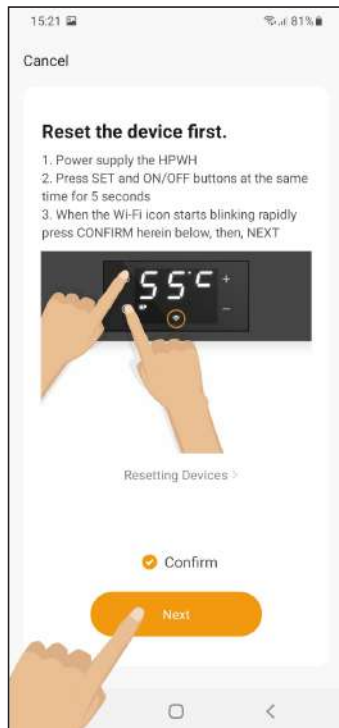 15:21 81%
Cancel
Reset the device first.
1. Power supply the HPWH
2. Press SET and ON/OFF buttons at the same
time for 5 seconds
3. When the Wi-Fi icon starts blinking rapidly
press CONFIRM herein below, then, NEXT
55°C +
−
Resetting Devices >
Confirm
Next